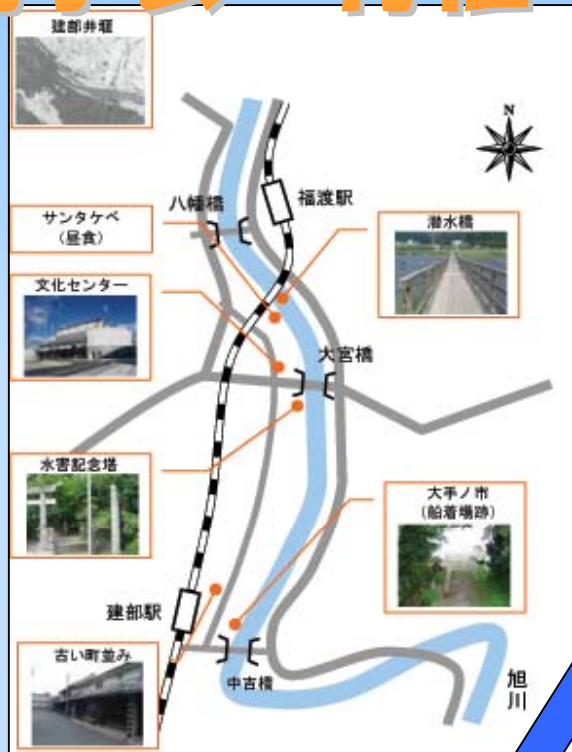 建部井堰
N
八幡橋
福渡駅
サンタケベ
（昼食）
潜水橋
文化センター
大宮橋
水害記念塔
大手ノ市
（船着場跡）
建部駅
古い町並み
中吉橋
旭川